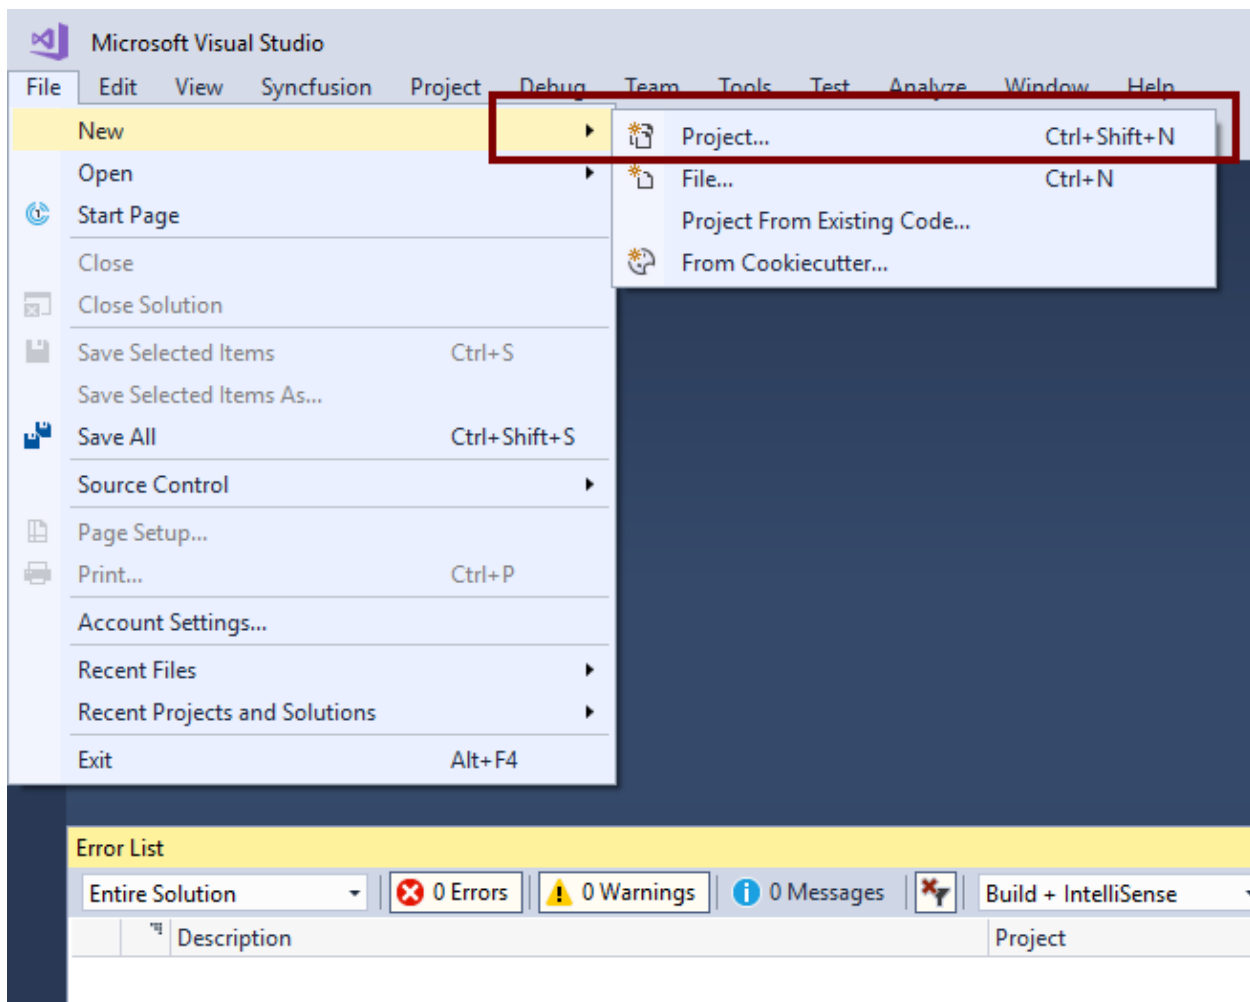 Microsoft Visual Studio
File Edit View Syncfusion Project Debug Team Tools Test Analyze Window Help
New
Project... Ctrl+Shift+N
Open
File... Ctrl+N
Start Page
Project From Existing Code...
Close
From Cookiecutter...
Close Solution
Save Selected Items Ctrl+S
Save Selected Items As...
Save All Ctrl+Shift+S
Source Control
Page Setup...
Print... Ctrl+P
Account Settings...
Recent Files
Recent Projects and Solutions
Exit Alt+F4
Error List
Entire Solution 0 Errors 0 Warnings 0 Messages Build + IntelliSense
Description Project